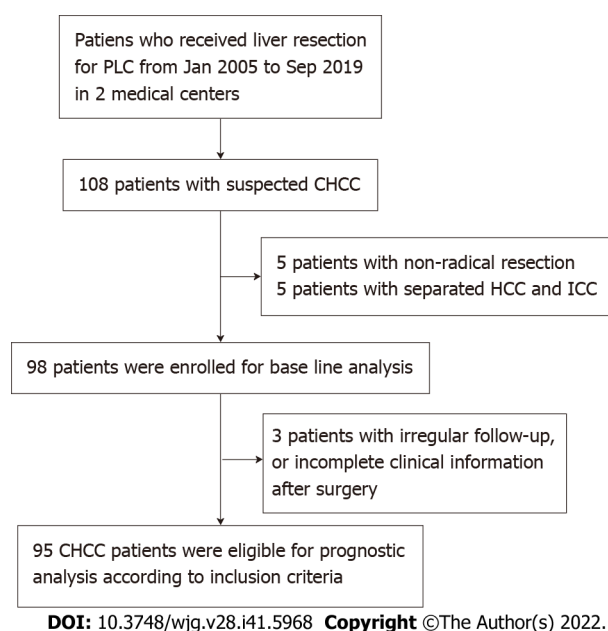 Patiens who received liver resection
for PLC from Jan 2005 to Sep 2019
in 2 medical centers
108 patients with suspected CHCC
5 patients with non-radical resection
5 patients with separated HCC and ICC
98 patients were enrolled for base line analysis
3 patients with irregular follow-up,
or incomplete clinical information
after surgery
95 CHCC patients were eligible for prognostic
analysis according to inclusion criteria
DOI: 10.3748/wjg.v28.i41.5968 Copyright ©The Author(s) 2022.